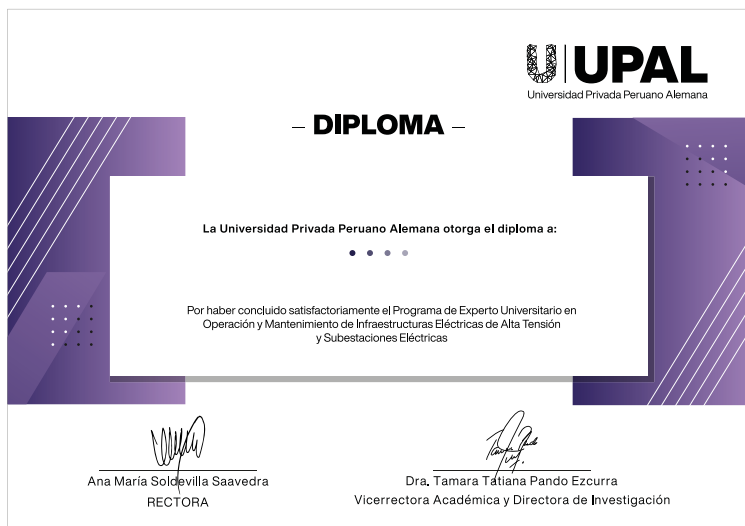 UPAL
Universidad Privada Peruano Alemana
– DIPLOMA –
La Universidad Privada Peruano Alemana otorga el diploma a:
Por haber concluido satisfactoriamente el Programa de Experto Universitario en
Operación y Mantenimiento de Infraestructuras Eléctricas de Alta Tensión
y Subestaciones Eléctricas
Ana María Soldevilla Saavedra
RECTORA
Dra. Tamara Tatiana Pando Ezcurra
Vicerrectora Académica y Directora de Investigación